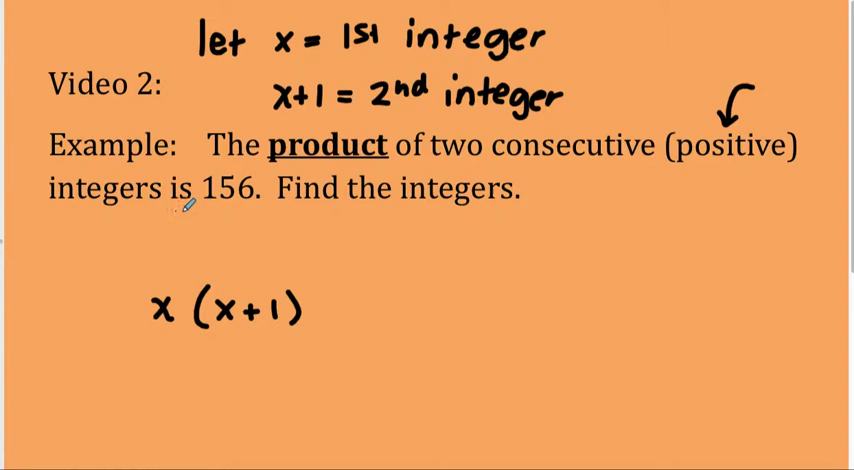 let x = 1st integer
Video 2:
x+1 = 2nd integer
Example: The product of two consecutive (positive)
integers is 156. Find the integers.
x (x+1)